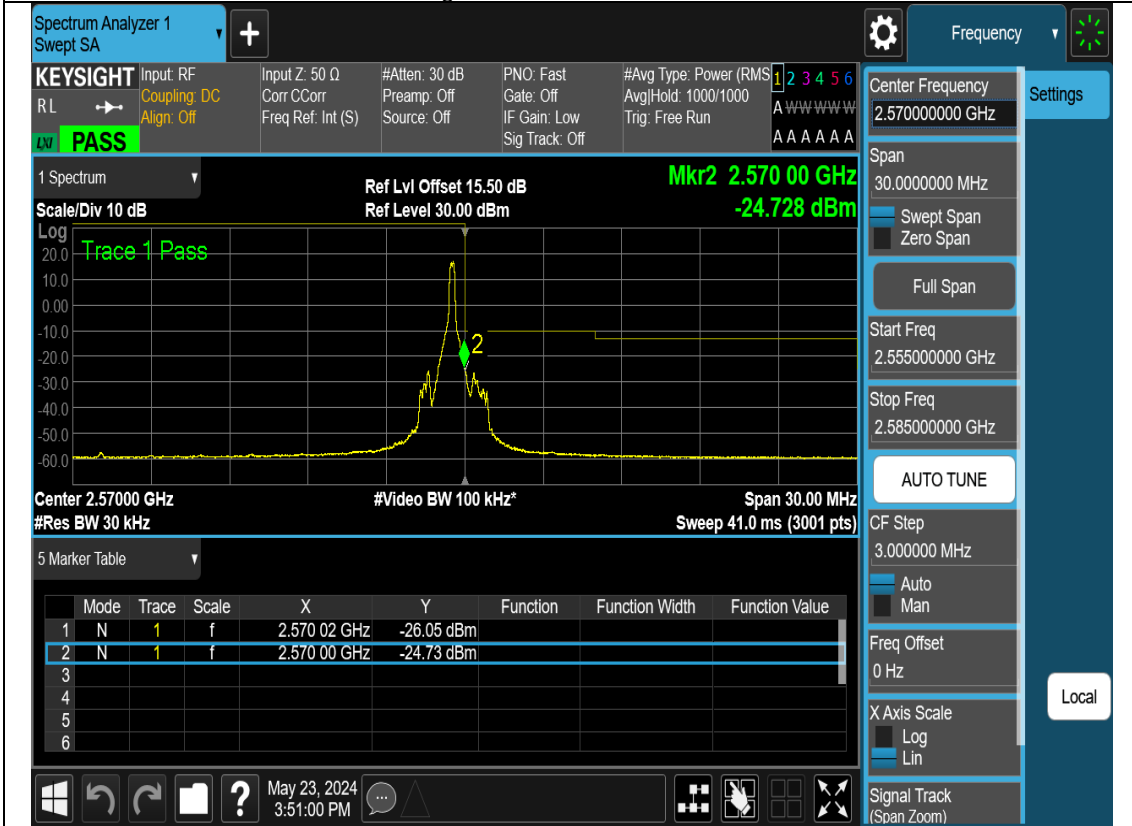 Spectrum Analyzer 1
Swept SA
Frequency
KEYSIGHT
R L
LXI
PASS
Input: RF
Coupling: DC
Align: Off
Input Z: 50 Ω
Corr CCorr
Freq Ref: Int (S)
#Atten: 30 dB
Preamp: Off
Source: Off
PNO: Fast
Gate: Off
IF Gain: Low
Sig Track: Off
#Avg Type: Power (RMS
Avg|Hold: 1000/1000
Trig: Free Run
1 2 3 4 5 6
A W W W W W
A A A A A A
1 Spectrum
Scale/Div 10 dB
Ref Lvl Offset 15.50 dB
Ref Level 30.00 dBm
Mkr2 2.570 00 GHz
-24.728 dBm
Log
Trace 1 Pass
20.0
10.0
0.00
-10.0
-20.0
-30.0
-40.0
-50.0
-60.0
2
Center 2.57000 GHz
#Video BW 100 kHz*
Span 30.00 MHz
#Res BW 30 kHz
Sweep 41.0 ms (3001 pts)
5 Marker Table
Mode Trace Scale X Y Function Function Width Function Value
1 N 1 f 2.570 02 GHz -26.05 dBm
2 N 1 f 2.570 00 GHz -24.73 dBm
3
4
5
6
?
May 23, 2024
3:51:00 PM
Center Frequency
2.570000000 GHz
Settings
Span
30.0000000 MHz
Swept Span
Zero Span
Full Span
Start Freq
2.555000000 GHz
Stop Freq
2.585000000 GHz
AUTO TUNE
CF Step
3.000000 MHz
Auto
Man
Freq Offset
0 Hz
Local
X Axis Scale
Log
Lin
Signal Track
(Span Zoom)